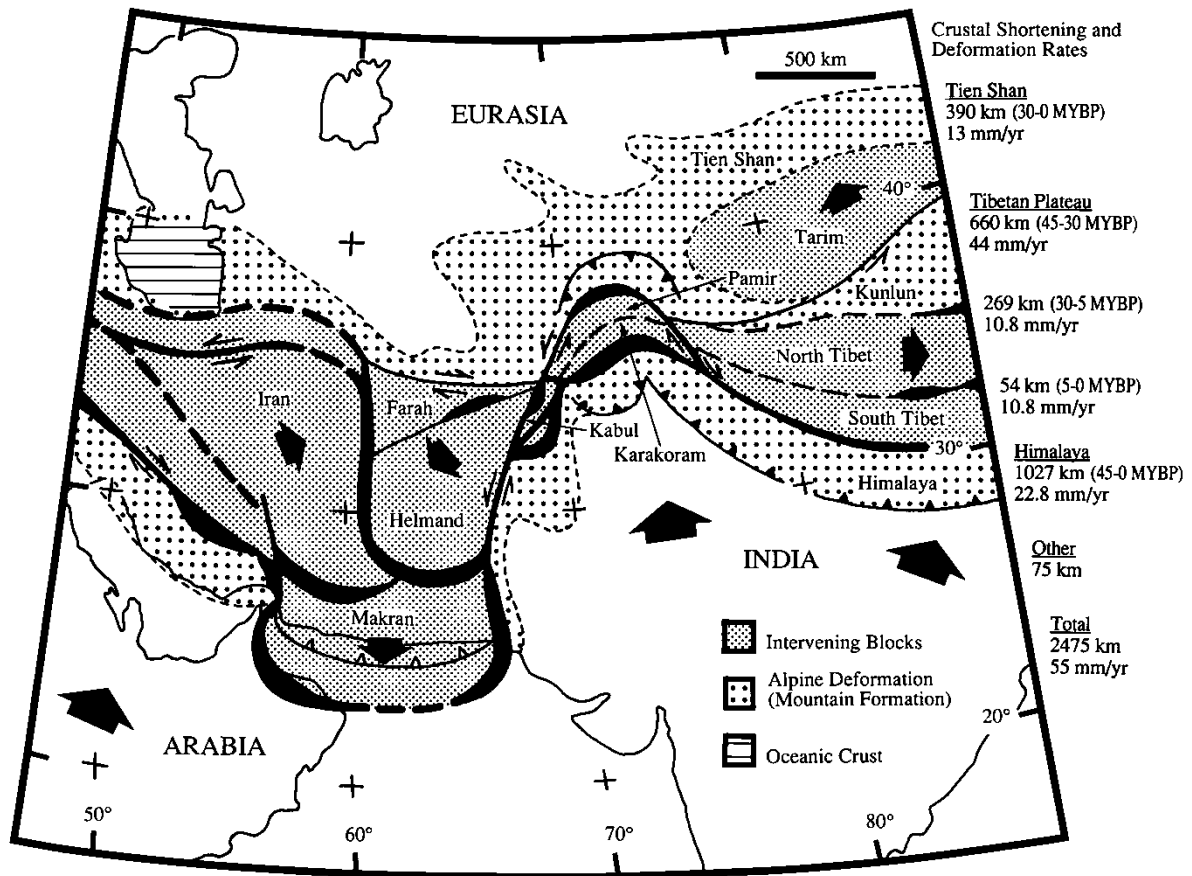 Crustal Shortening and
Deformation Rates
500 km
EURASIA
Tien Shan
390 km (30-0 MYBP)
13 mm/yr
Tien Shan
40°
Tarim
Tibetan Plateau
660 km (45-30 MYBP)
44 mm/yr
Pamir
Kunlun
269 km (30-5 MYBP)
10.8 mm/yr
North Tibet
Iran
Farah
54 km (5-0 MYBP)
10.8 mm/yr
South Tibet
Kabul
Karakoram
30°
Himalaya
1027 km (45-0 MYBP)
22.8 mm/yr
Himalaya
Helmand
INDIA
Other
75 km
Makran
Intervening Blocks
Total
2475 km
55 mm/yr
Alpine Deformation
(Mountain Formation)
20°
ARABIA
Oceanic Crust
50°
60°
70°
80°